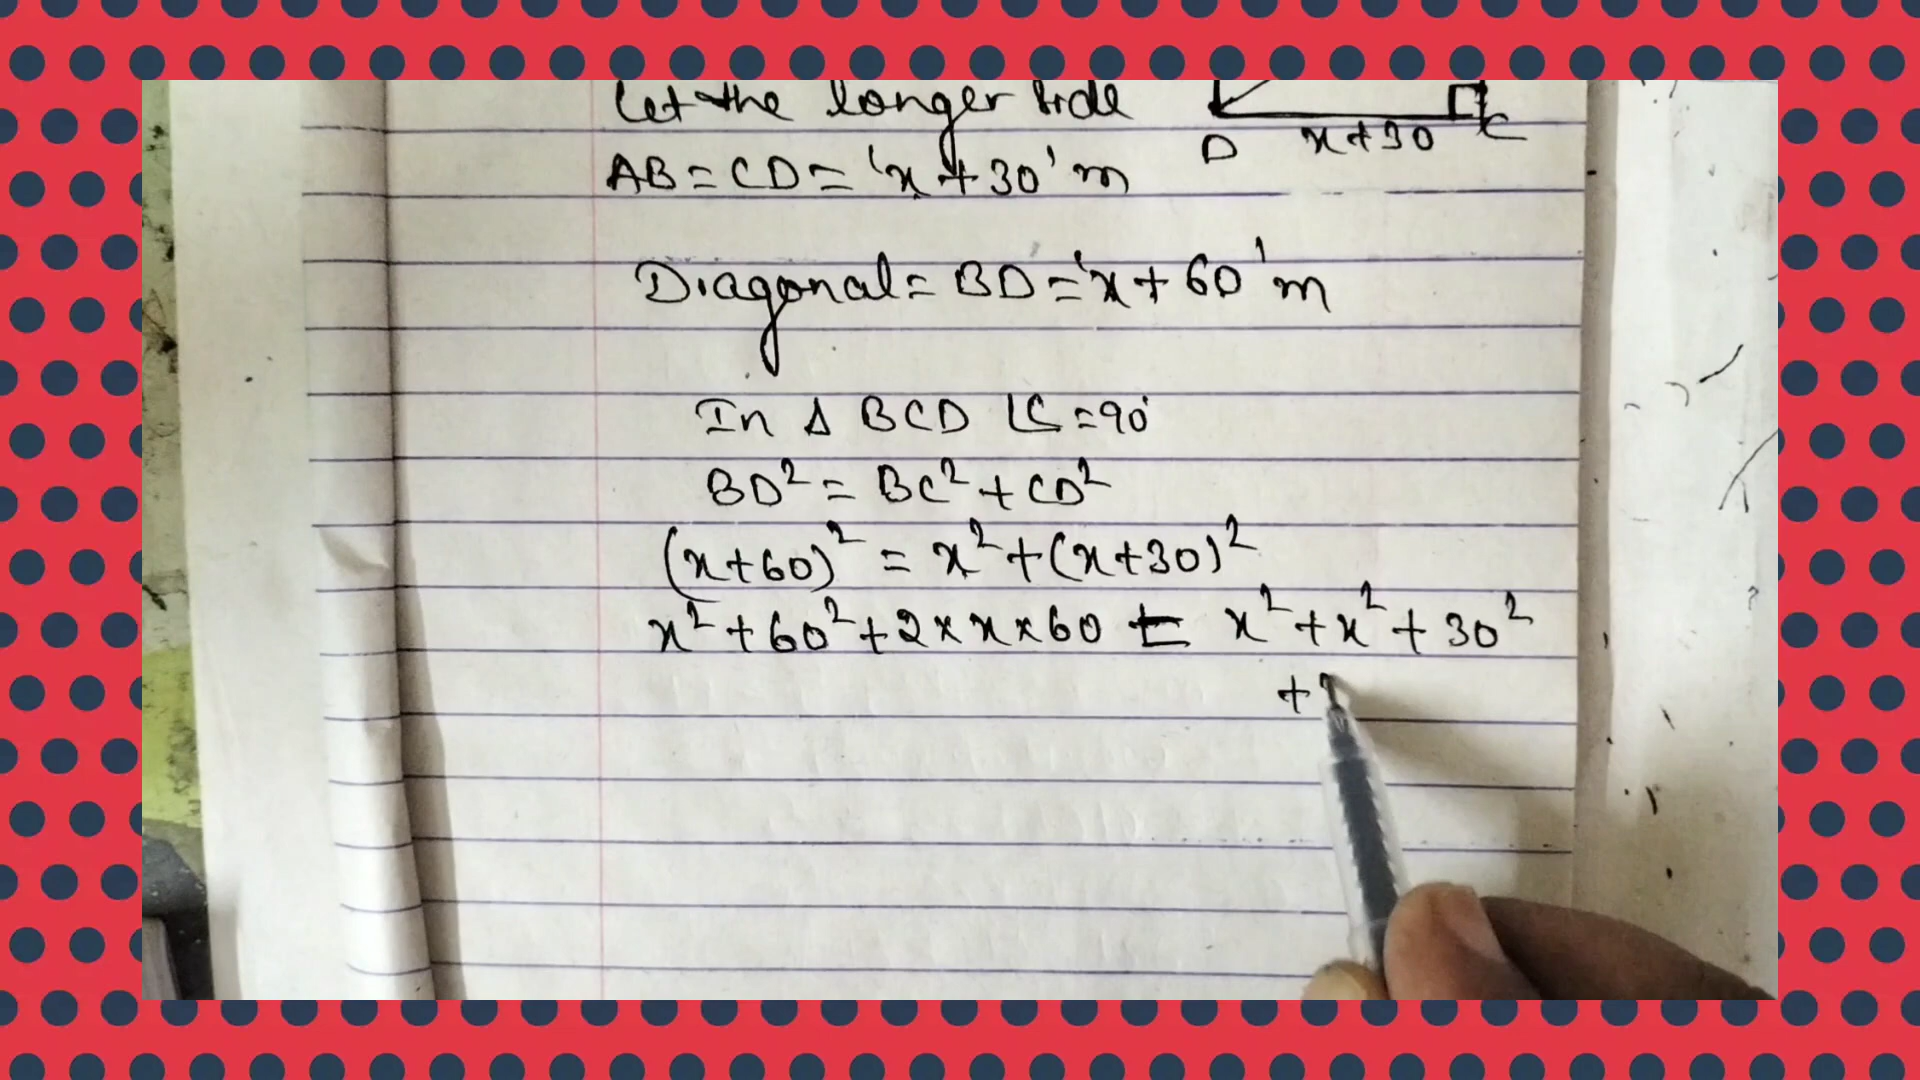 Let the longer side
D x+30 C
AB = CD = 'x+30' m
Diagonal = BD = 'x+60' m
In Δ BCD ∠C = 90°
BD² = BC² + CD²
(x+60)² = x² + (x+30)²
x² + 60² + 2×x×60 = x² + x² + 30²
+